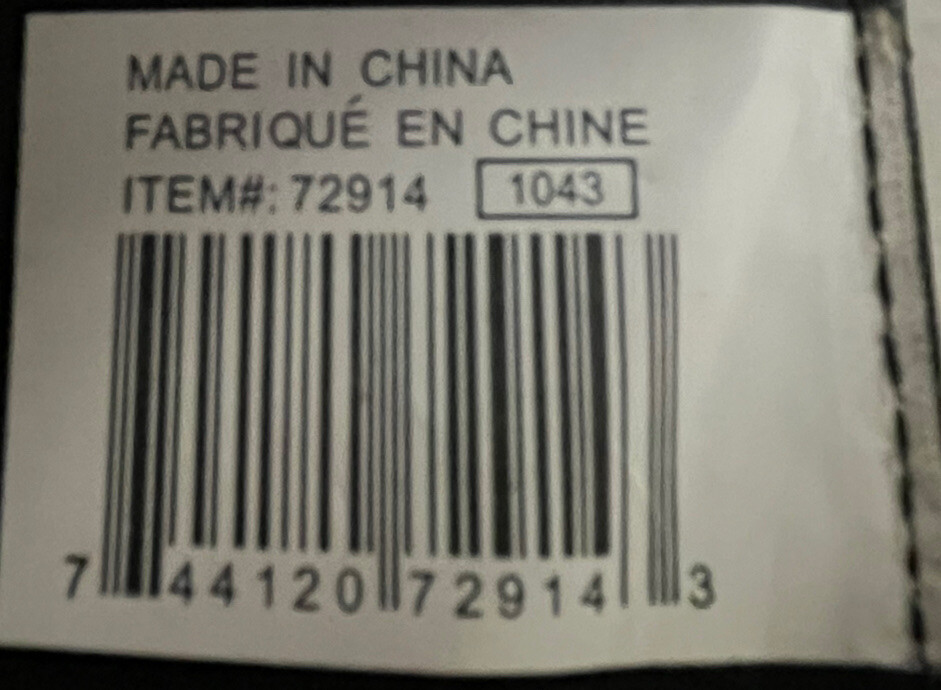 MADE IN CHINA
FABRIQUÉ EN CHINE
ITEM#: 72914 1043
7 44120 72914 3